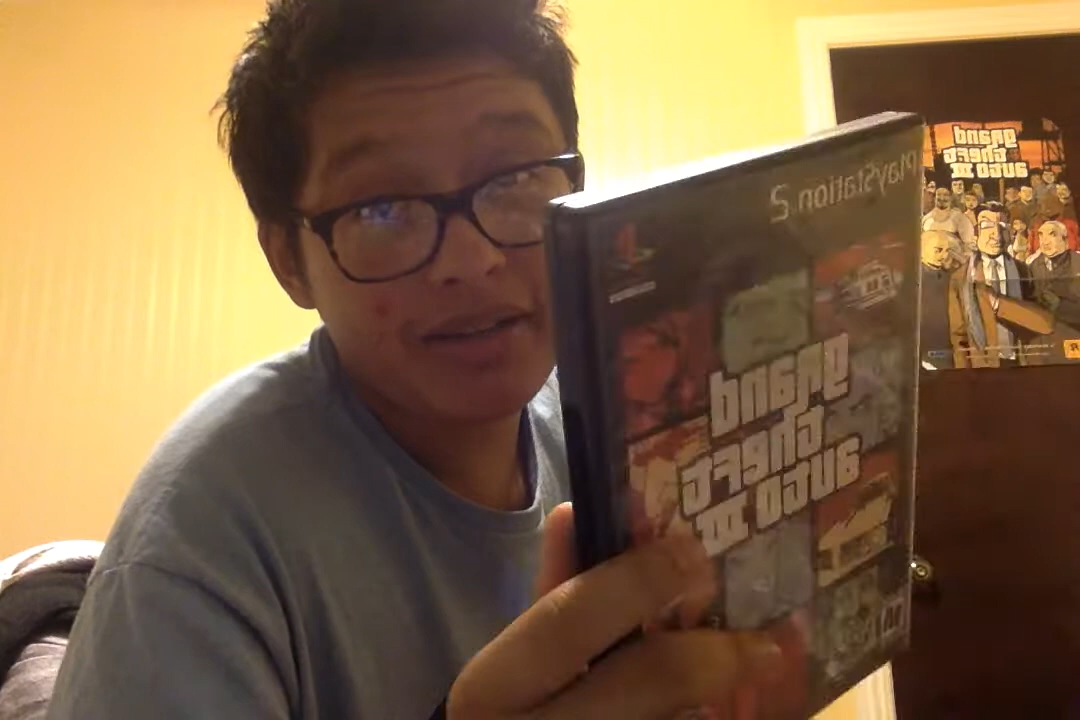 PlayStation 2
grand
theft
auto III
grand
theft
auto III